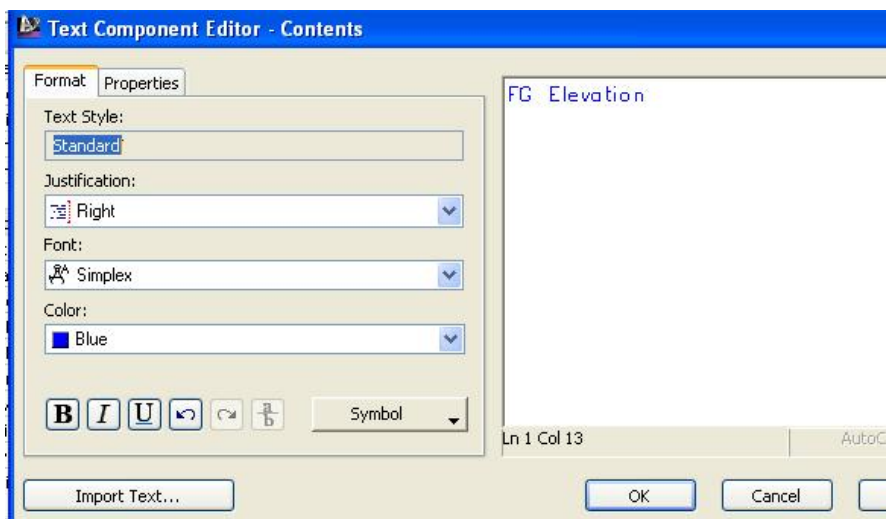 Text Component Editor - Contents
Format Properties
Text Style:
Standard
Justification:
Right
Font:
Simplex
Color:
Blue
B I U Symbol
Import Text...
FG Elevation
Ln 1 Col 13 AutoC
OK Cancel